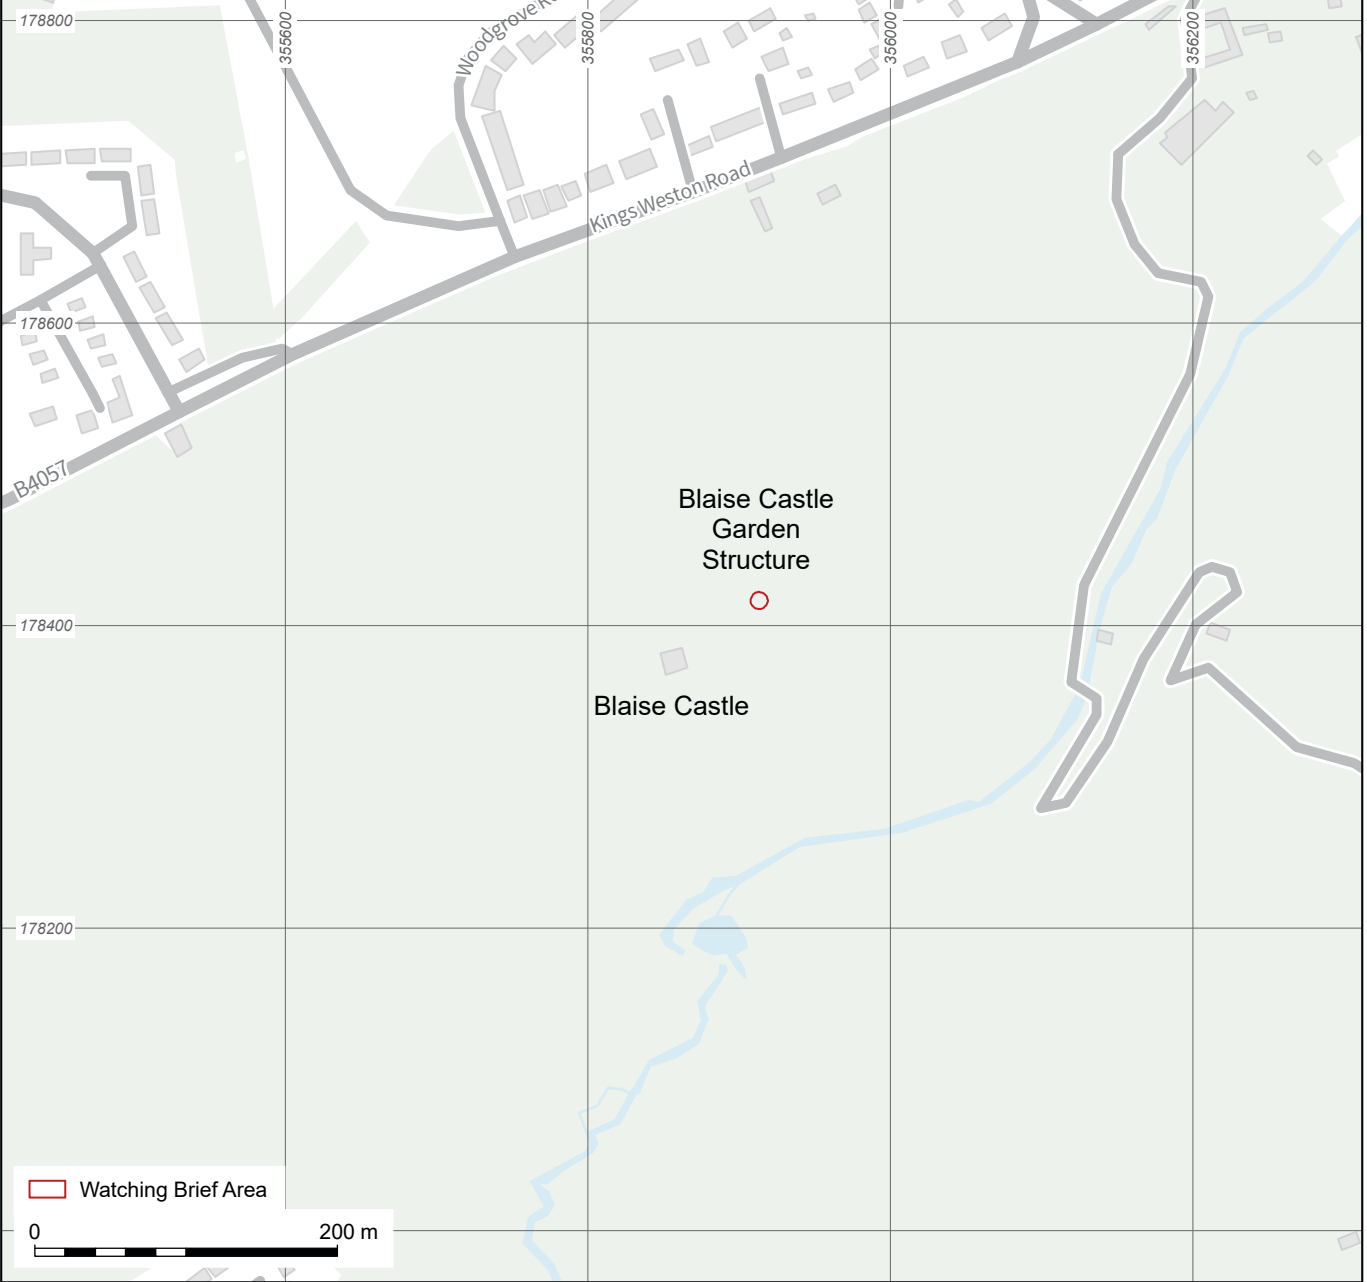 178800
355600
Woodgrove Ro
355800
356000
356200
Kings Weston Road
178600
B4057
Blaise Castle
Garden
Structure
178400
Blaise Castle
178200
Watching Brief Area
0 200 m